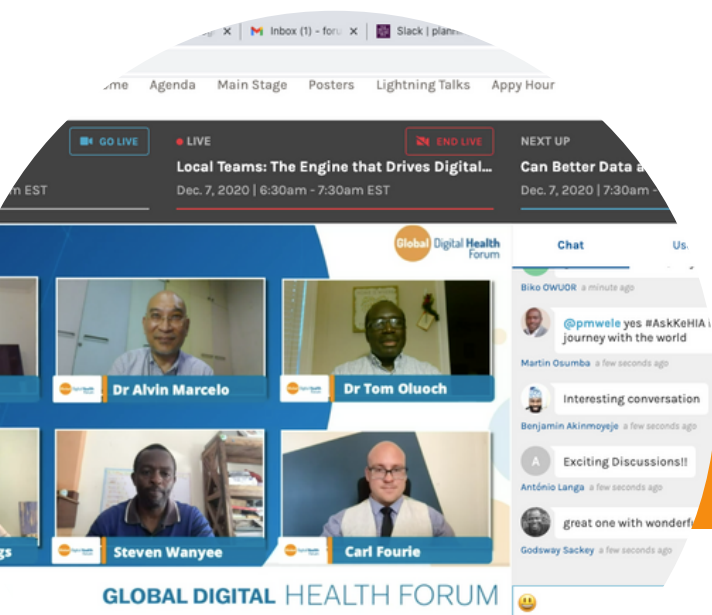 Inbox (1) - foru
Slack | plann
ome Agenda Main Stage Posters Lightning Talks Appy Hour
GO LIVE
LIVE
END LIVE
NEXT UP
Local Teams: The Engine that Drives Digital...
Can Better Data a
m EST
Dec. 7, 2020 | 6:30am - 7:30am EST
Dec. 7, 2020 | 7:30am -
Global Digital Health
Forum
Chat
Us
Biko OWUOR a minute ago
@pmwele yes #AskKeHIA i
journey with the world
Martin Osumba a few seconds ago
Dr Alvin Marcelo
Dr Tom Oluoch
Interesting conversation
Benjamin Akinmoyeje a few seconds ago
A
Exciting Discussions!!
António Langa a few seconds ago
great one with wonderfu
Godsway Sackey a few seconds ago
gs
Steven Wanyee
Carl Fourie
GLOBAL DIGITAL HEALTH FORUM